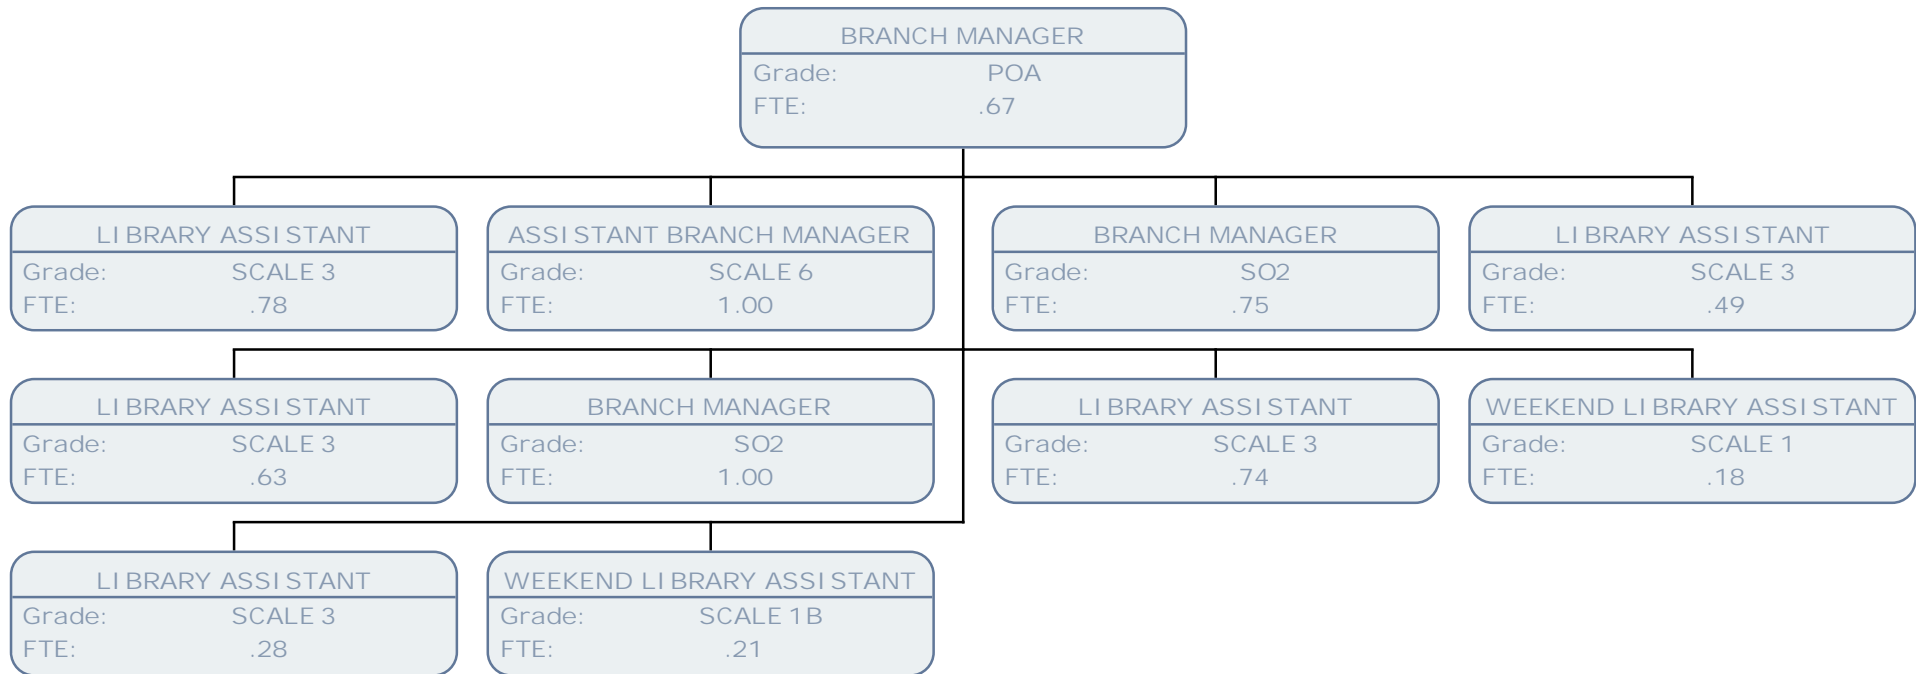 BRANCH MANAGER
Grade: POA
FTE: .67
LIBRARY ASSISTANT
Grade: SCALE 3
FTE: .78
ASSISTANT BRANCH MANAGER
Grade: SCALE 6
FTE: 1.00
BRANCH MANAGER
Grade: SO2
FTE: .75
LIBRARY ASSISTANT
Grade: SCALE 3
FTE: .49
LIBRARY ASSISTANT
Grade: SCALE 3
FTE: .63
BRANCH MANAGER
Grade: SO2
FTE: 1.00
LIBRARY ASSISTANT
Grade: SCALE 3
FTE: .74
WEEKEND LIBRARY ASSISTANT
Grade: SCALE 1
FTE: .18
LIBRARY ASSISTANT
Grade: SCALE 3
FTE: .28
WEEKEND LIBRARY ASSISTANT
Grade: SCALE 1B
FTE: .21